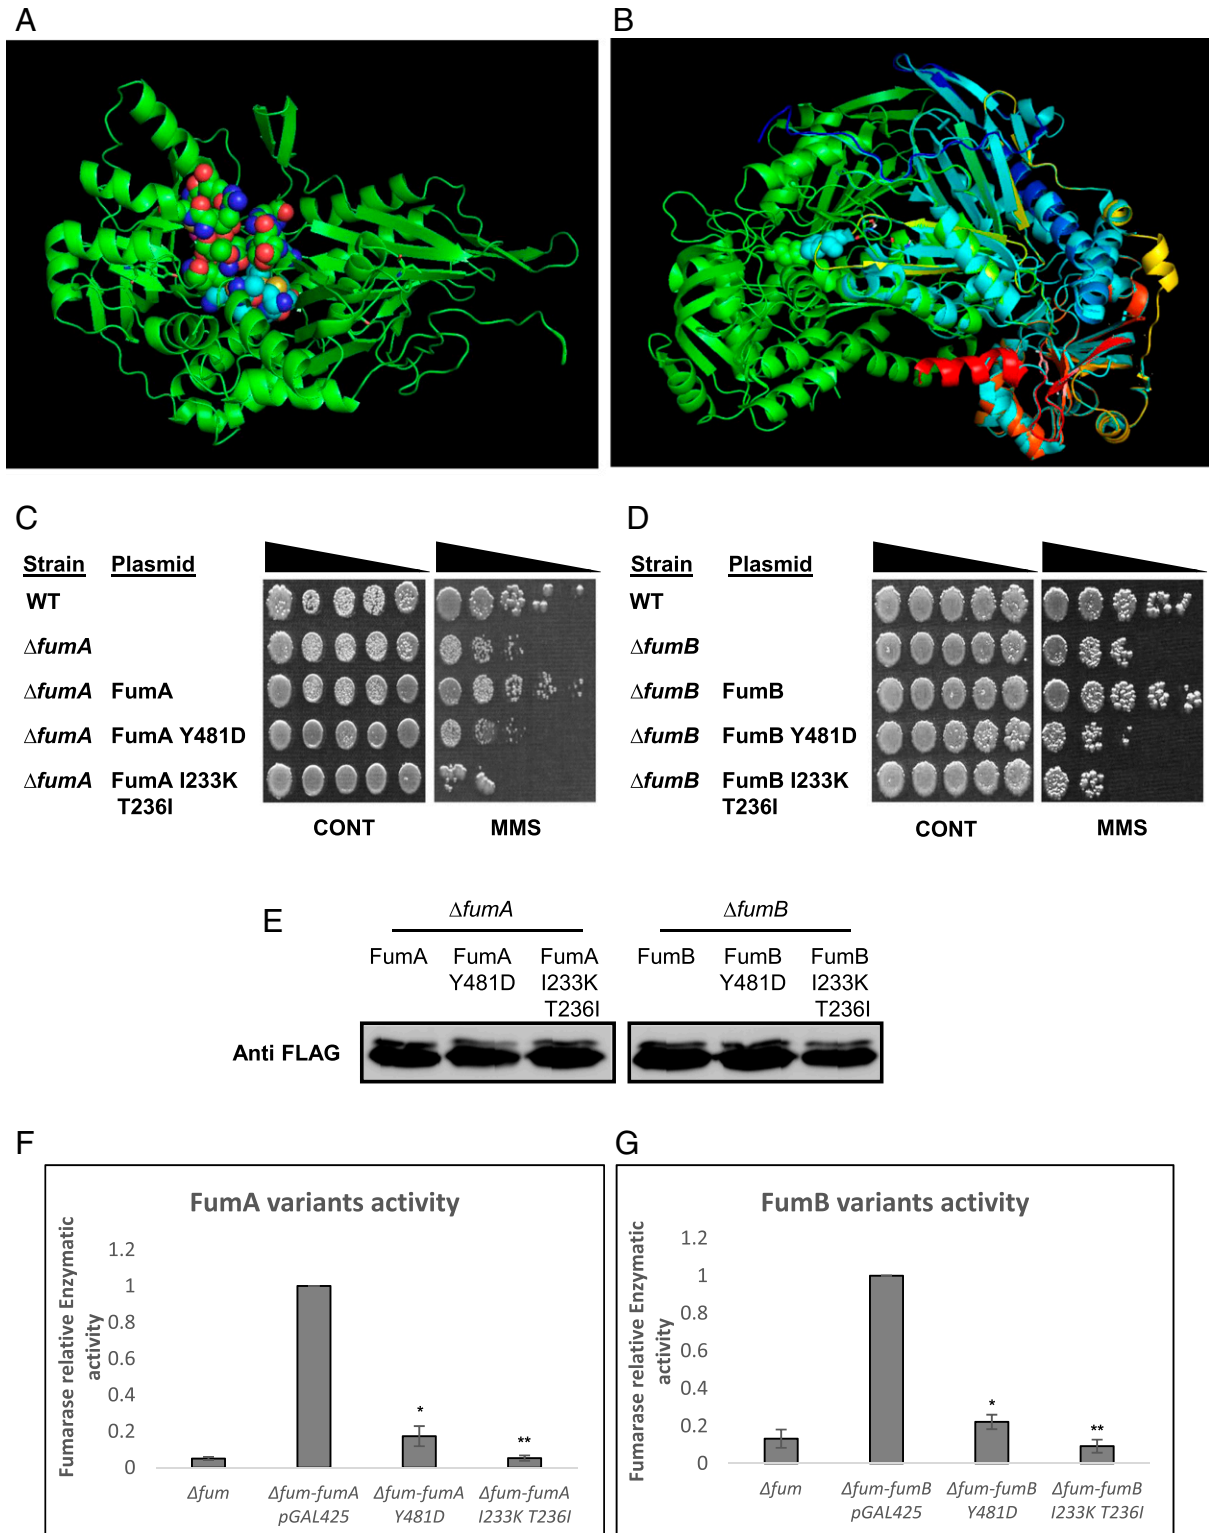 A
B
C
Strain Plasmid
WT
ΔfumA
ΔfumA FumA
ΔfumA FumA Y481D
ΔfumA FumA I233K
T236I
CONT MMS
D
Strain Plasmid
WT
ΔfumB
ΔfumB FumB
ΔfumB FumB Y481D
ΔfumB FumB I233K
T236I
CONT MMS
E
ΔfumA ΔfumB
FumA FumA FumA FumB FumB FumB
Y481D I233K Y481D I233K
T236I T236I
Anti FLAG
F
FumA variants activity
Fumarase relative Enzymatic
activity
1.2
1
0.8
0.6
0.4
0.2
0
*
**
Δfum Δfum-fumA Δfum-fumA Δfum-fumA
pGAL425 Y481D I233K T236I
G
FumB variants activity
Fumarase relative Enzymatic
activity
1.2
1
0.8
0.6
0.4
0.2
0
*
**
Δfum Δfum-fumB Δfum-fumB Δfum-fumB
pGAL425 Y481D I233K T236I